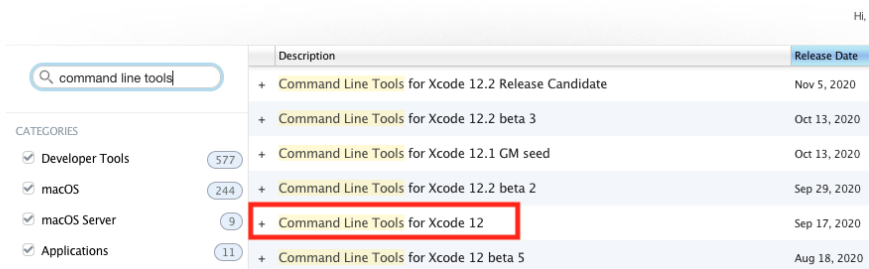 Hi,
Description Release Date
command line tools
+ Command Line Tools for Xcode 12.2 Release Candidate Nov 5, 2020
+ Command Line Tools for Xcode 12.2 beta 3 Oct 13, 2020
CATEGORIES
+ Command Line Tools for Xcode 12.1 GM seed Oct 13, 2020
Developer Tools 577
+ Command Line Tools for Xcode 12.2 beta 2 Sep 29, 2020
macOS 244
+ Command Line Tools for Xcode 12 Sep 17, 2020
macOS Server 9
+ Command Line Tools for Xcode 12 beta 5 Aug 18, 2020
Applications 11